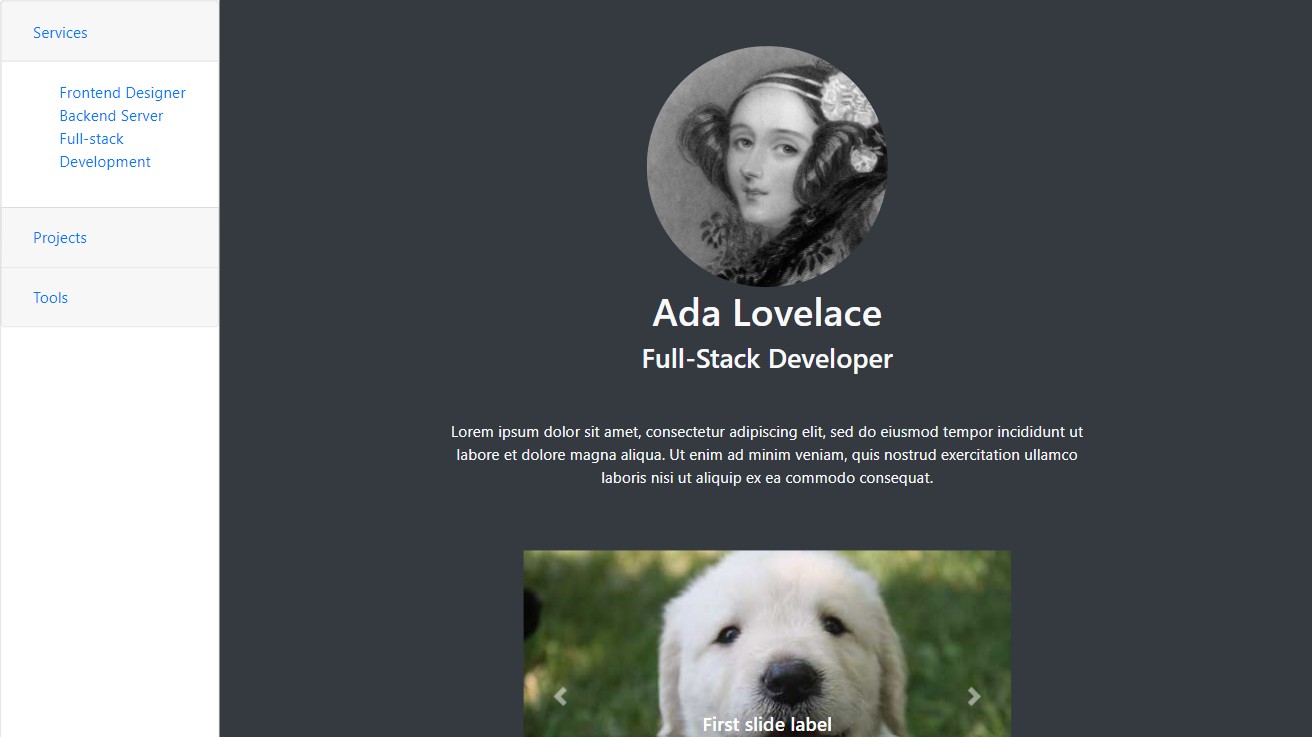 Services
Frontend Designer
Backend Server
Full-stack
Development
Projects
Tools
Ada Lovelace
Full-Stack Developer
Lorem ipsum dolor sit amet, consectetur adipiscing elit, sed do eiusmod tempor incididunt ut
labore et dolore magna aliqua. Ut enim ad minim veniam, quis nostrud exercitation ullamco
laboris nisi ut aliquip ex ea commodo consequat.
First slide label